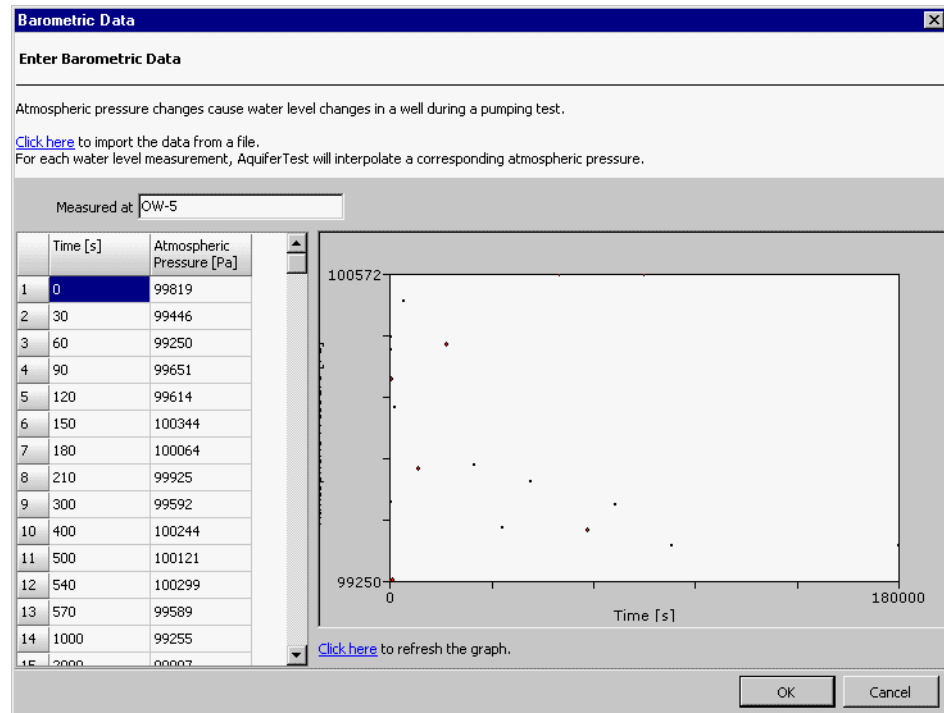 Barometric Data
Enter Barometric Data
Atmospheric pressure changes cause water level changes in a well during a pumping test.
Click here to import the data from a file.
For each water level measurement, AquiferTest will interpolate a corresponding atmospheric pressure.
Measured at OW-5
Time [s] Atmospheric
Pressure [Pa]
1 0 99819
2 30 99446
3 60 99250
4 90 99651
5 120 99614
6 150 100344
7 180 100064
8 210 99925
9 300 99592
10 400 100244
11 500 100121
12 540 100299
13 570 99589
14 1000 99255
100572
99250
0 180000
Time [s]
Click here to refresh the graph.
OK Cancel